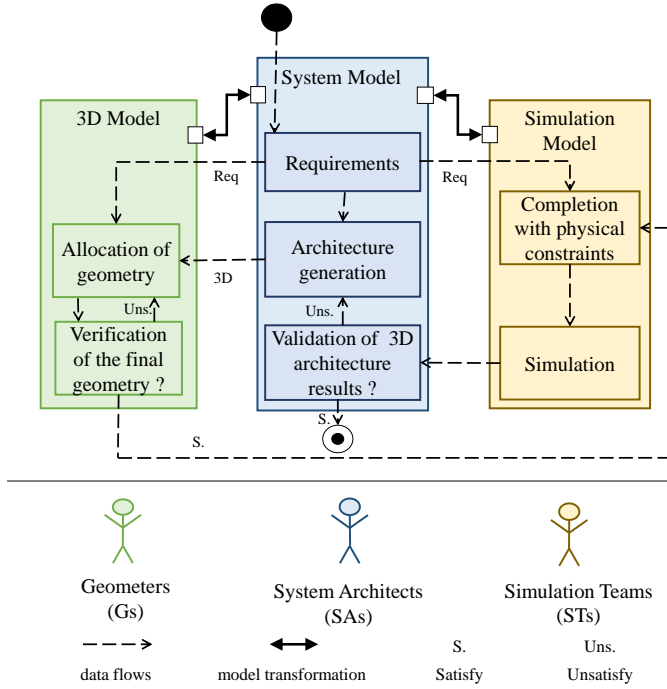 System Model
3D Model
Simulation
Model
Requirements
Req
Req
Completion
with physical
constraints
Allocation of
geometry
3D
Architecture
generation
Uns.
Uns.
Verification
of the final
geometry ?
Validation of 3D
architecture
results ?
Simulation
S.
S.
Geometers
(Gs)
System Architects
(SAs)
Simulation Teams
(STs)
data flows
model transformation
S.
Satisfy
Uns.
Unsatisfy